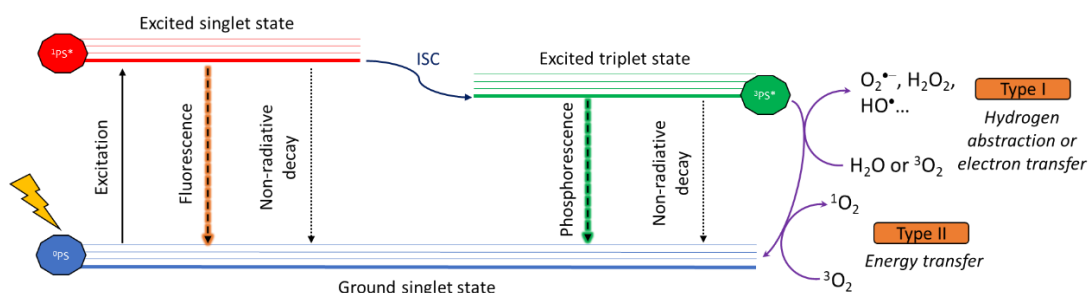 Excited singlet state
¹PS*
ISC
Excited triplet state
³PS*
O₂•⁻, H₂O₂,
HO•...
Type I
Hydrogen
abstraction or
electron transfer
H₂O or ³O₂
Excitation
Fluorescence
Non-radiative
decay
Phosphorescence
Non-radiative
decay
¹O₂
Type II
Energy transfer
³O₂
⁰PS
Ground singlet state